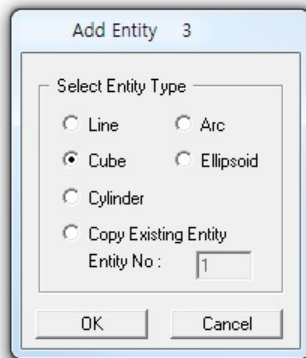 Add Entity 3
Select Entity Type
Line Arc
Cube Ellipsoid
Cylinder
Copy Existing Entity
Entity No : 1
OK Cancel